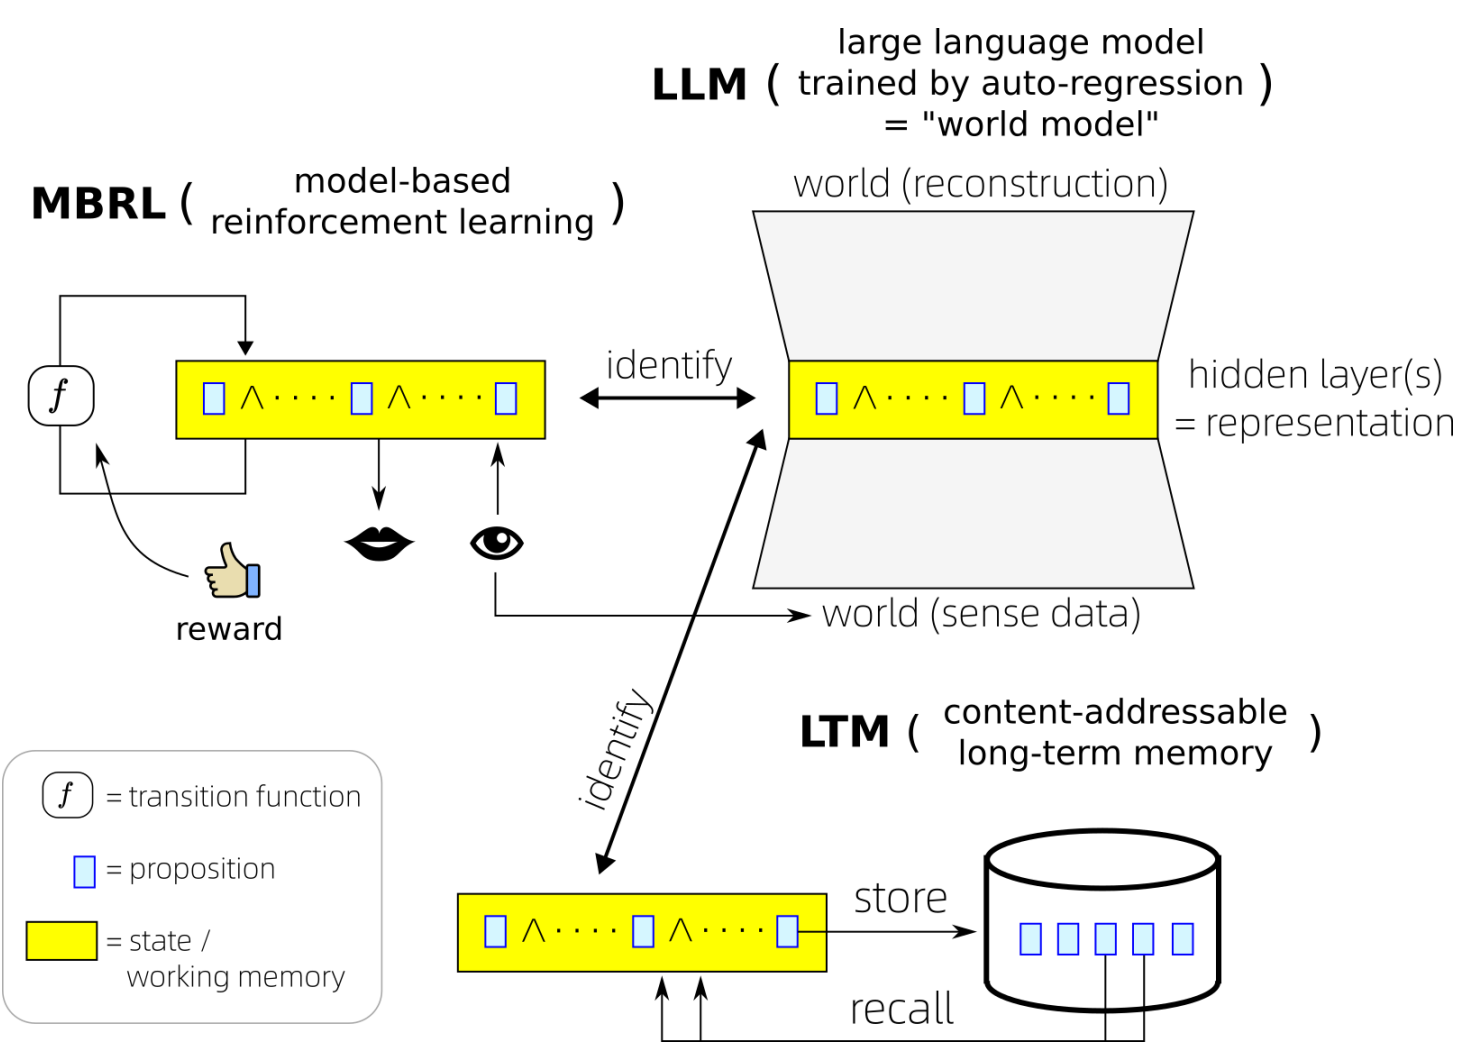 large language model
LLM ( trained by auto-regression )
= "world model"
world (reconstruction)
model-based
MBRL ( reinforcement learning )
f
∧ · · · · ∧ · · · ·
identify
∧ · · · · ∧ · · · ·
hidden layer(s)
= representation
reward
world (sense data)
identify
content-addressable
LTM ( long-term memory )
f = transition function
= proposition
= state /
working memory
∧ · · · · ∧ · · · ·
store
recall